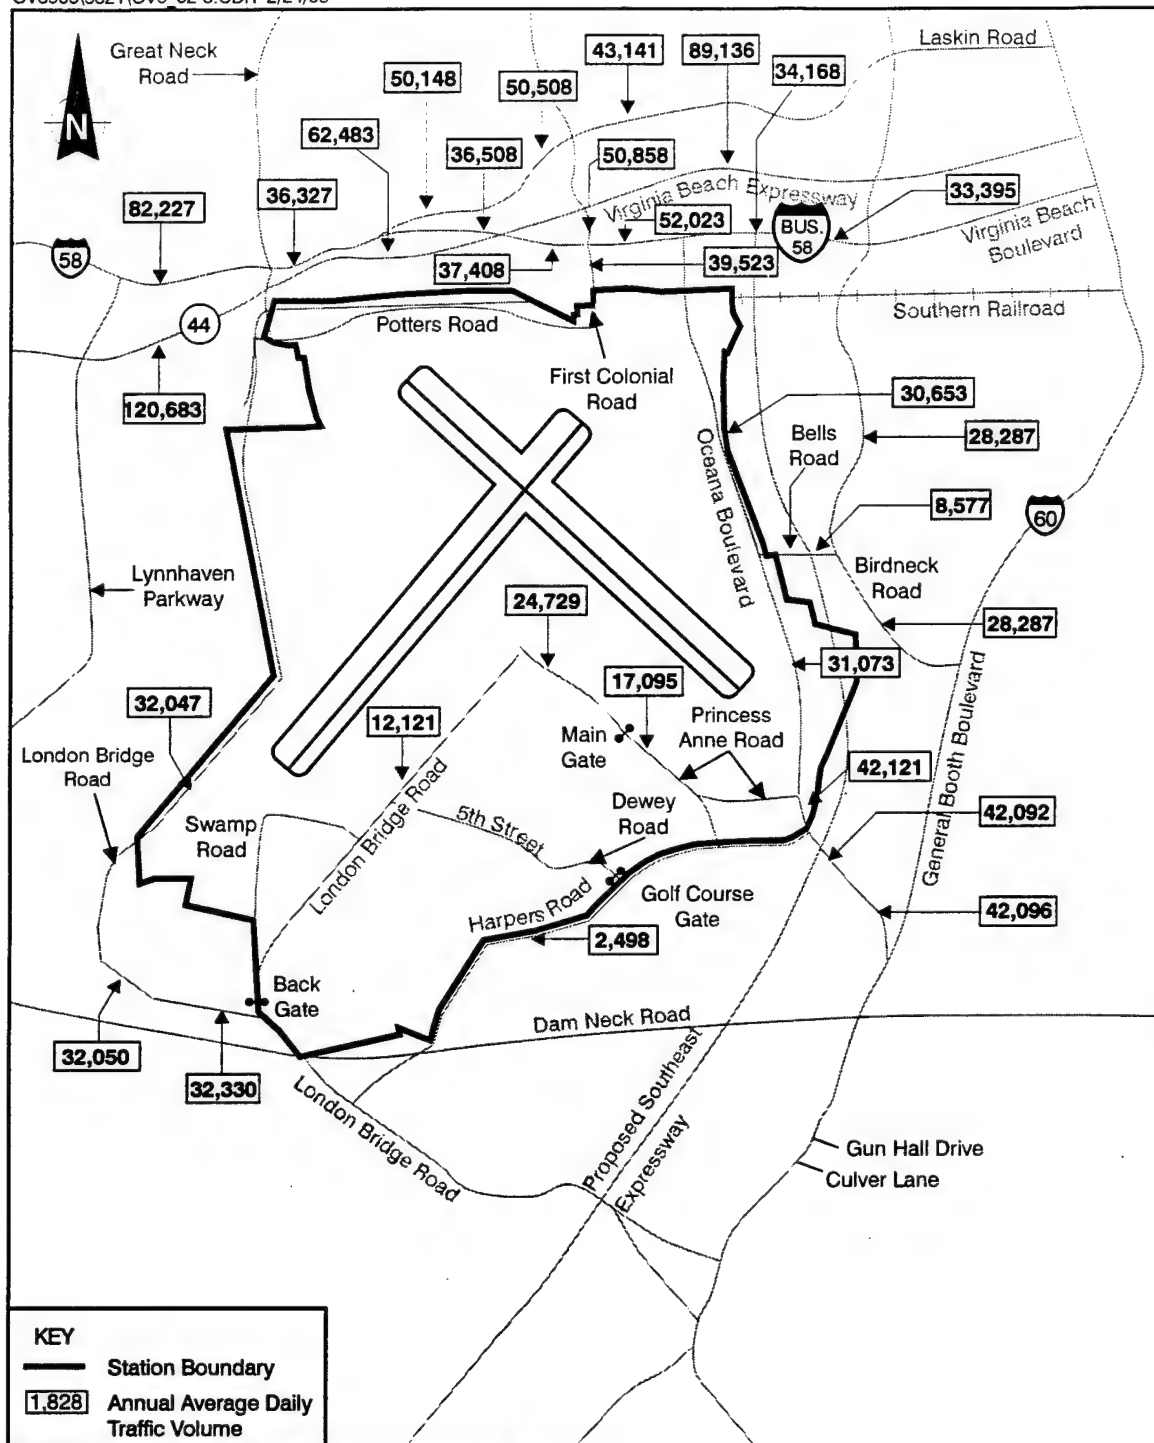 Great Neck
Road
43,141
89,136
Laskin Road
50,148
50,508
34,168
N
62,483
36,508
50,858
36,327
82,227
Virginia Beach Expressway
33,395
52,023
BUS.
58
Virginia Beach
Boulevard
58
37,408
39,523
44
Potters Road
Southern Railroad
First Colonial
Road
120,683
30,653
Bells
Road
28,287
Oceana Boulevard
8,577
60
Lynnhaven
Parkway
Birdneck
Road
24,729
28,287
31,073
17,095
32,047
12,121
Princess
Anne Road
Main
Gate
London Bridge
Road
42,121
General Booth Boulevard
Swamp
Road
London Bridge Road
5th Street
Dewey
Road
42,092
Harpers Road
Golf Course
Gate
42,096
2,498
Back
Gate
Dam Neck Road
32,050
32,330
London Bridge Road
Proposed Southeast
Expressway
Gun Hall Drive
Culver Lane
KEY
Station Boundary
1,828 Annual Average Daily
Traffic Volume